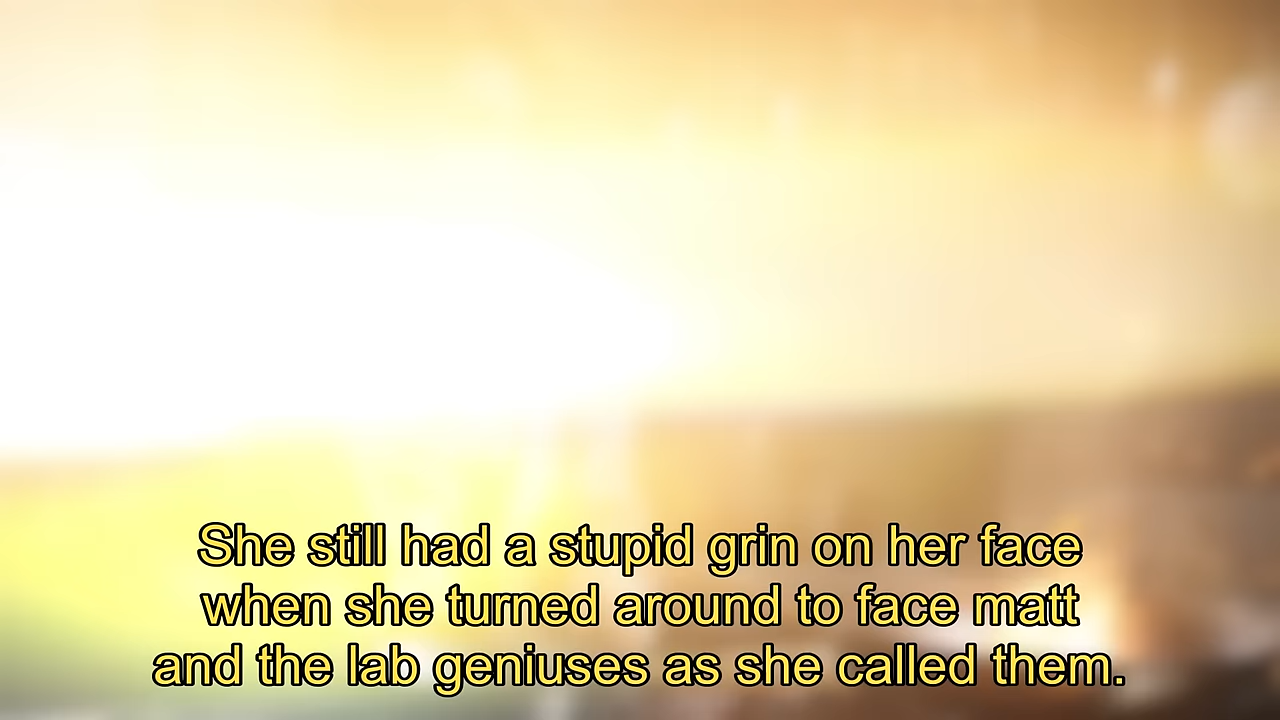 She still had a stupid grin on her face
when she turned around to face matt
and the lab geniuses as she called them.